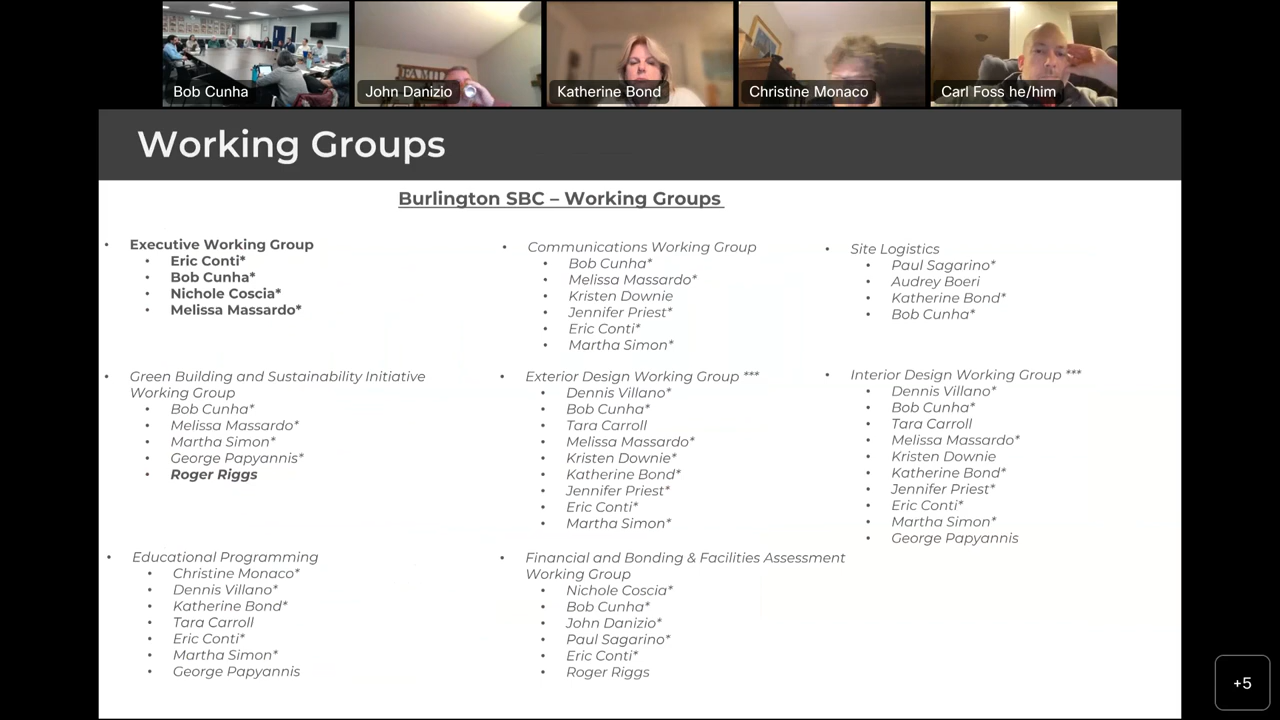 Bob Cunha
John Danizio
Katherine Bond
Christine Monaco
Carl Foss he/him
Working Groups
Burlington SBC – Working Groups
• Executive Working Group
• Eric Conti*
• Bob Cunha*
• Nichole Coscia*
• Melissa Massardo*
• Communications Working Group
• Bob Cunha*
• Melissa Massardo*
• Kristen Downie
• Jennifer Priest*
• Eric Conti*
• Martha Simon*
• Site Logistics
• Paul Sagarino*
• Audrey Boeri
• Katherine Bond*
• Bob Cunha*
• Green Building and Sustainability Initiative
Working Group
• Bob Cunha*
• Melissa Massardo*
• Martha Simon*
• George Papyannis*
• Roger Riggs
• Exterior Design Working Group ***
• Dennis Villano*
• Bob Cunha*
• Tara Carroll
• Melissa Massardo*
• Kristen Downie*
• Katherine Bond*
• Jennifer Priest*
• Eric Conti*
• Martha Simon*
• Interior Design Working Group ***
• Dennis Villano*
• Bob Cunha*
• Tara Carroll
• Melissa Massardo*
• Kristen Downie
• Katherine Bond*
• Jennifer Priest*
• Eric Conti*
• Martha Simon*
• George Papyannis
• Educational Programming
• Christine Monaco*
• Dennis Villano*
• Katherine Bond*
• Tara Carroll
• Eric Conti*
• Martha Simon*
• George Papyannis
• Financial and Bonding & Facilities Assessment
Working Group
• Nichole Coscia*
• Bob Cunha*
• John Danizio*
• Paul Sagarino*
• Eric Conti*
• Roger Riggs
+5